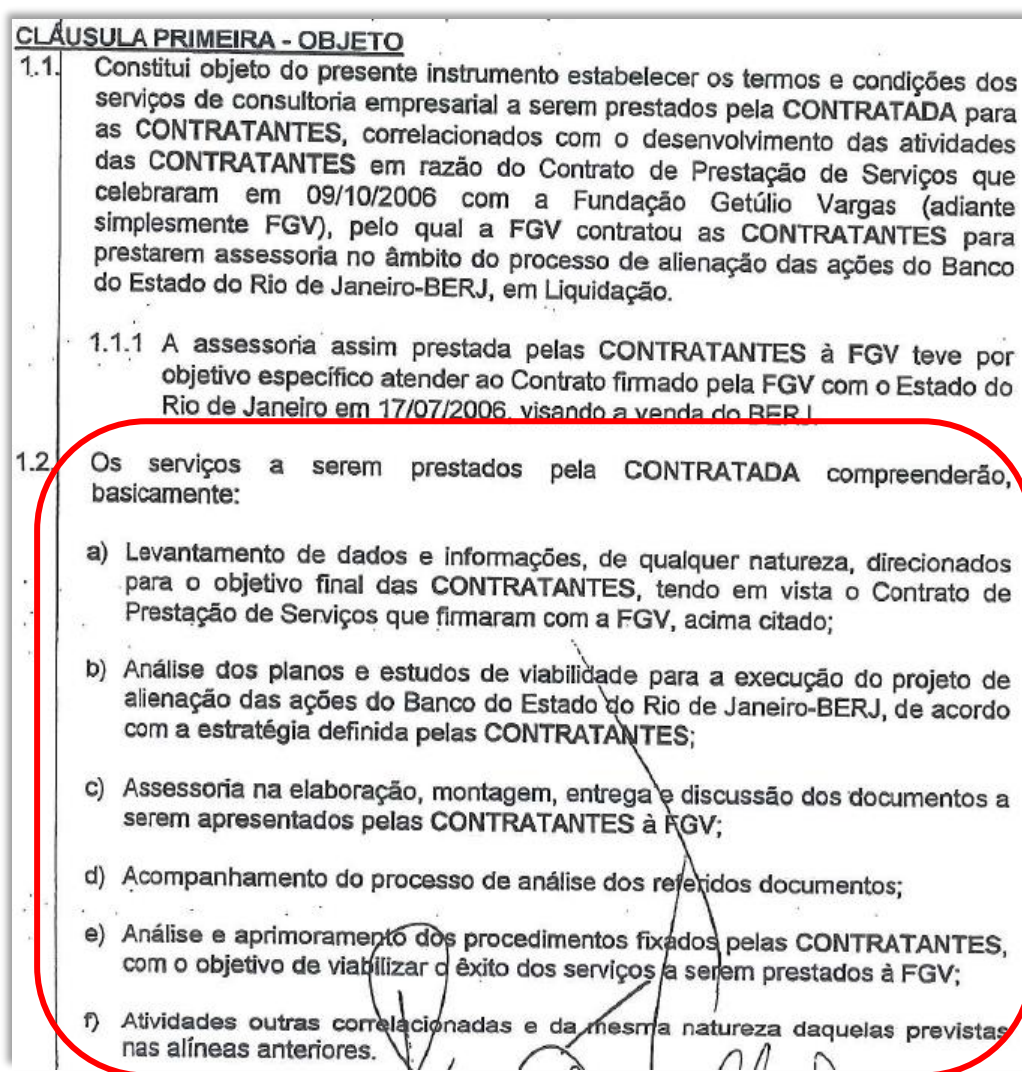 CLÁUSULA PRIMEIRA - OBJETO
1.1. Constitui objeto do presente instrumento estabelecer os termos e condições dos
serviços de consultoria empresarial a serem prestados pela CONTRATADA para
as CONTRATANTES, correlacionados com o desenvolvimento das atividades
das CONTRATANTES em razão do Contrato de Prestação de Serviços que
celebraram em 09/10/2006 com a Fundação Getúlio Vargas (adiante
simplesmente FGV), pelo qual a FGV contratou as CONTRATANTES para
prestarem assessoria no âmbito do processo de alienação das ações do Banco
do Estado do Rio de Janeiro-BERJ, em Liquidação.
1.1.1 A assessoria assim prestada pelas CONTRATANTES à FGV teve por
objetivo específico atender ao Contrato firmado pela FGV com o Estado do
Rio de Janeiro em 17/07/2006, visando a venda do BERJ.
1.2. Os serviços a serem prestados pela CONTRATADA compreenderão,
basicamente:
a) Levantamento de dados e informações, de qualquer natureza, direcionados
para o objetivo final das CONTRATANTES, tendo em vista o Contrato de
Prestação de Serviços que firmaram com a FGV, acima citado;
b) Análise dos planos e estudos de viabilidade para a execução do projeto de
alienação das ações do Banco do Estado do Rio de Janeiro-BERJ, de acordo
com a estratégia definida pelas CONTRATANTES;
c) Assessoria na elaboração, montagem, entrega e discussão dos documentos a
serem apresentados pelas CONTRATANTES à FGV;
d) Acompanhamento do processo de análise dos referidos documentos;
e) Análise e aprimoramento dos procedimentos fixados pelas CONTRATANTES,
com o objetivo de viabilizar o êxito dos serviços a serem prestados à FGV;
f) Atividades outras correlacionadas e da mesma natureza daquelas previstas
nas alíneas anteriores.